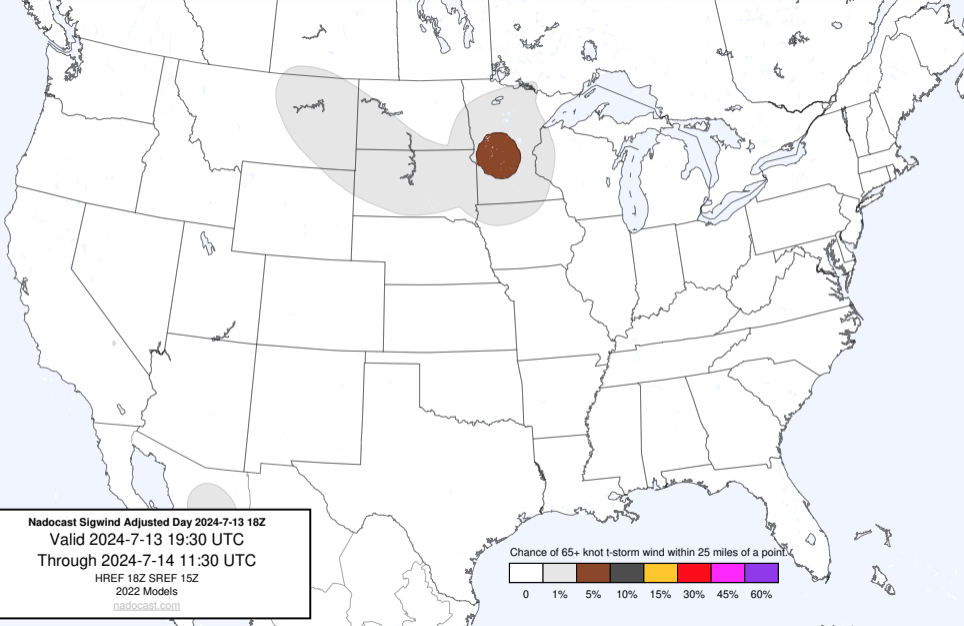 Nadocast Sigwind Adjusted Day 2024-7-13 18Z
Valid 2024-7-13 19:30 UTC
Through 2024-7-14 11:30 UTC
HREF 18Z SREF 15Z
2022 Models
nadocast.com
Chance of 65+ knot t-storm wind within 25 miles of a point.
0 1% 5% 10% 15% 30% 45% 60%